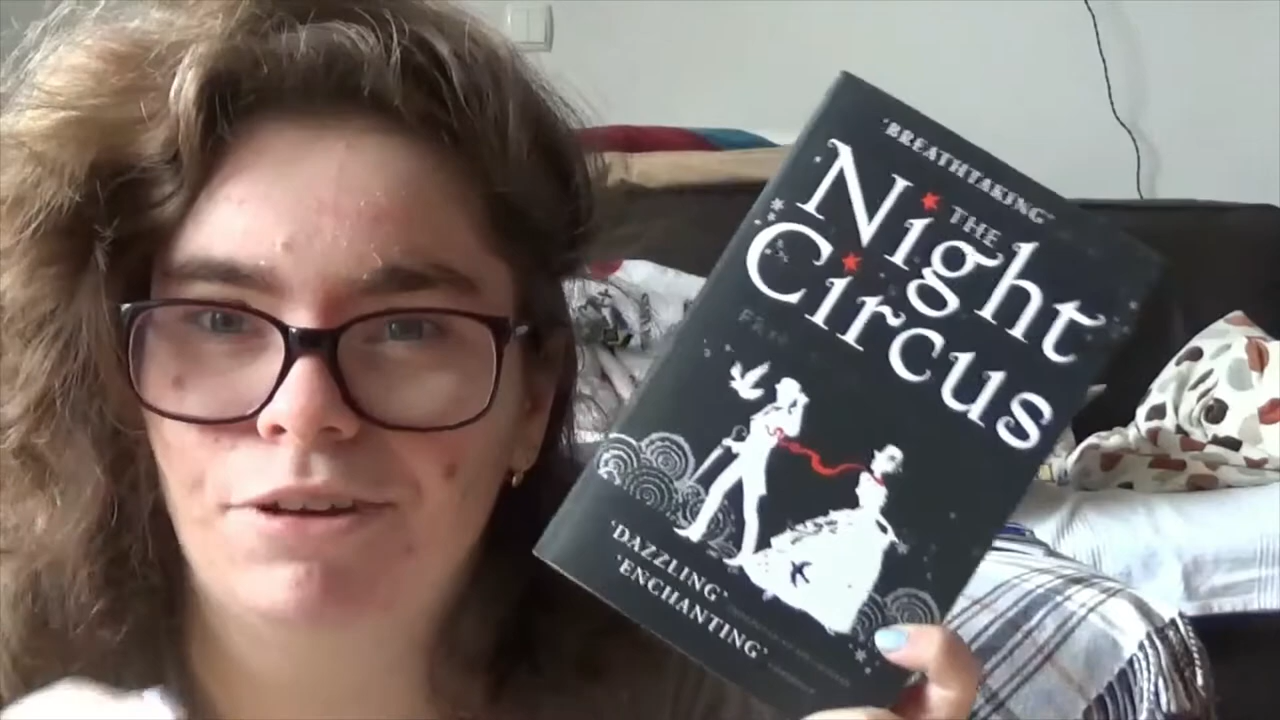 'BREATHTAKING'
THE
Night
Circus
'DAZZLING'
'ENCHANTING'